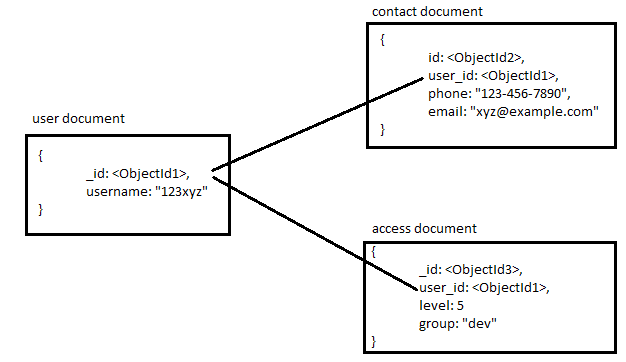 contact document
{
id: <ObjectId2>,
user_id: <ObjectId1>,
phone: "123-456-7890",
email: "xyz@example.com"
}
user document
{
_id: <ObjectId1>,
username: "123xyz"
}
access document
{
_id: <ObjectId3>,
user_id: <ObjectId1>,
level: 5
group: "dev"
}